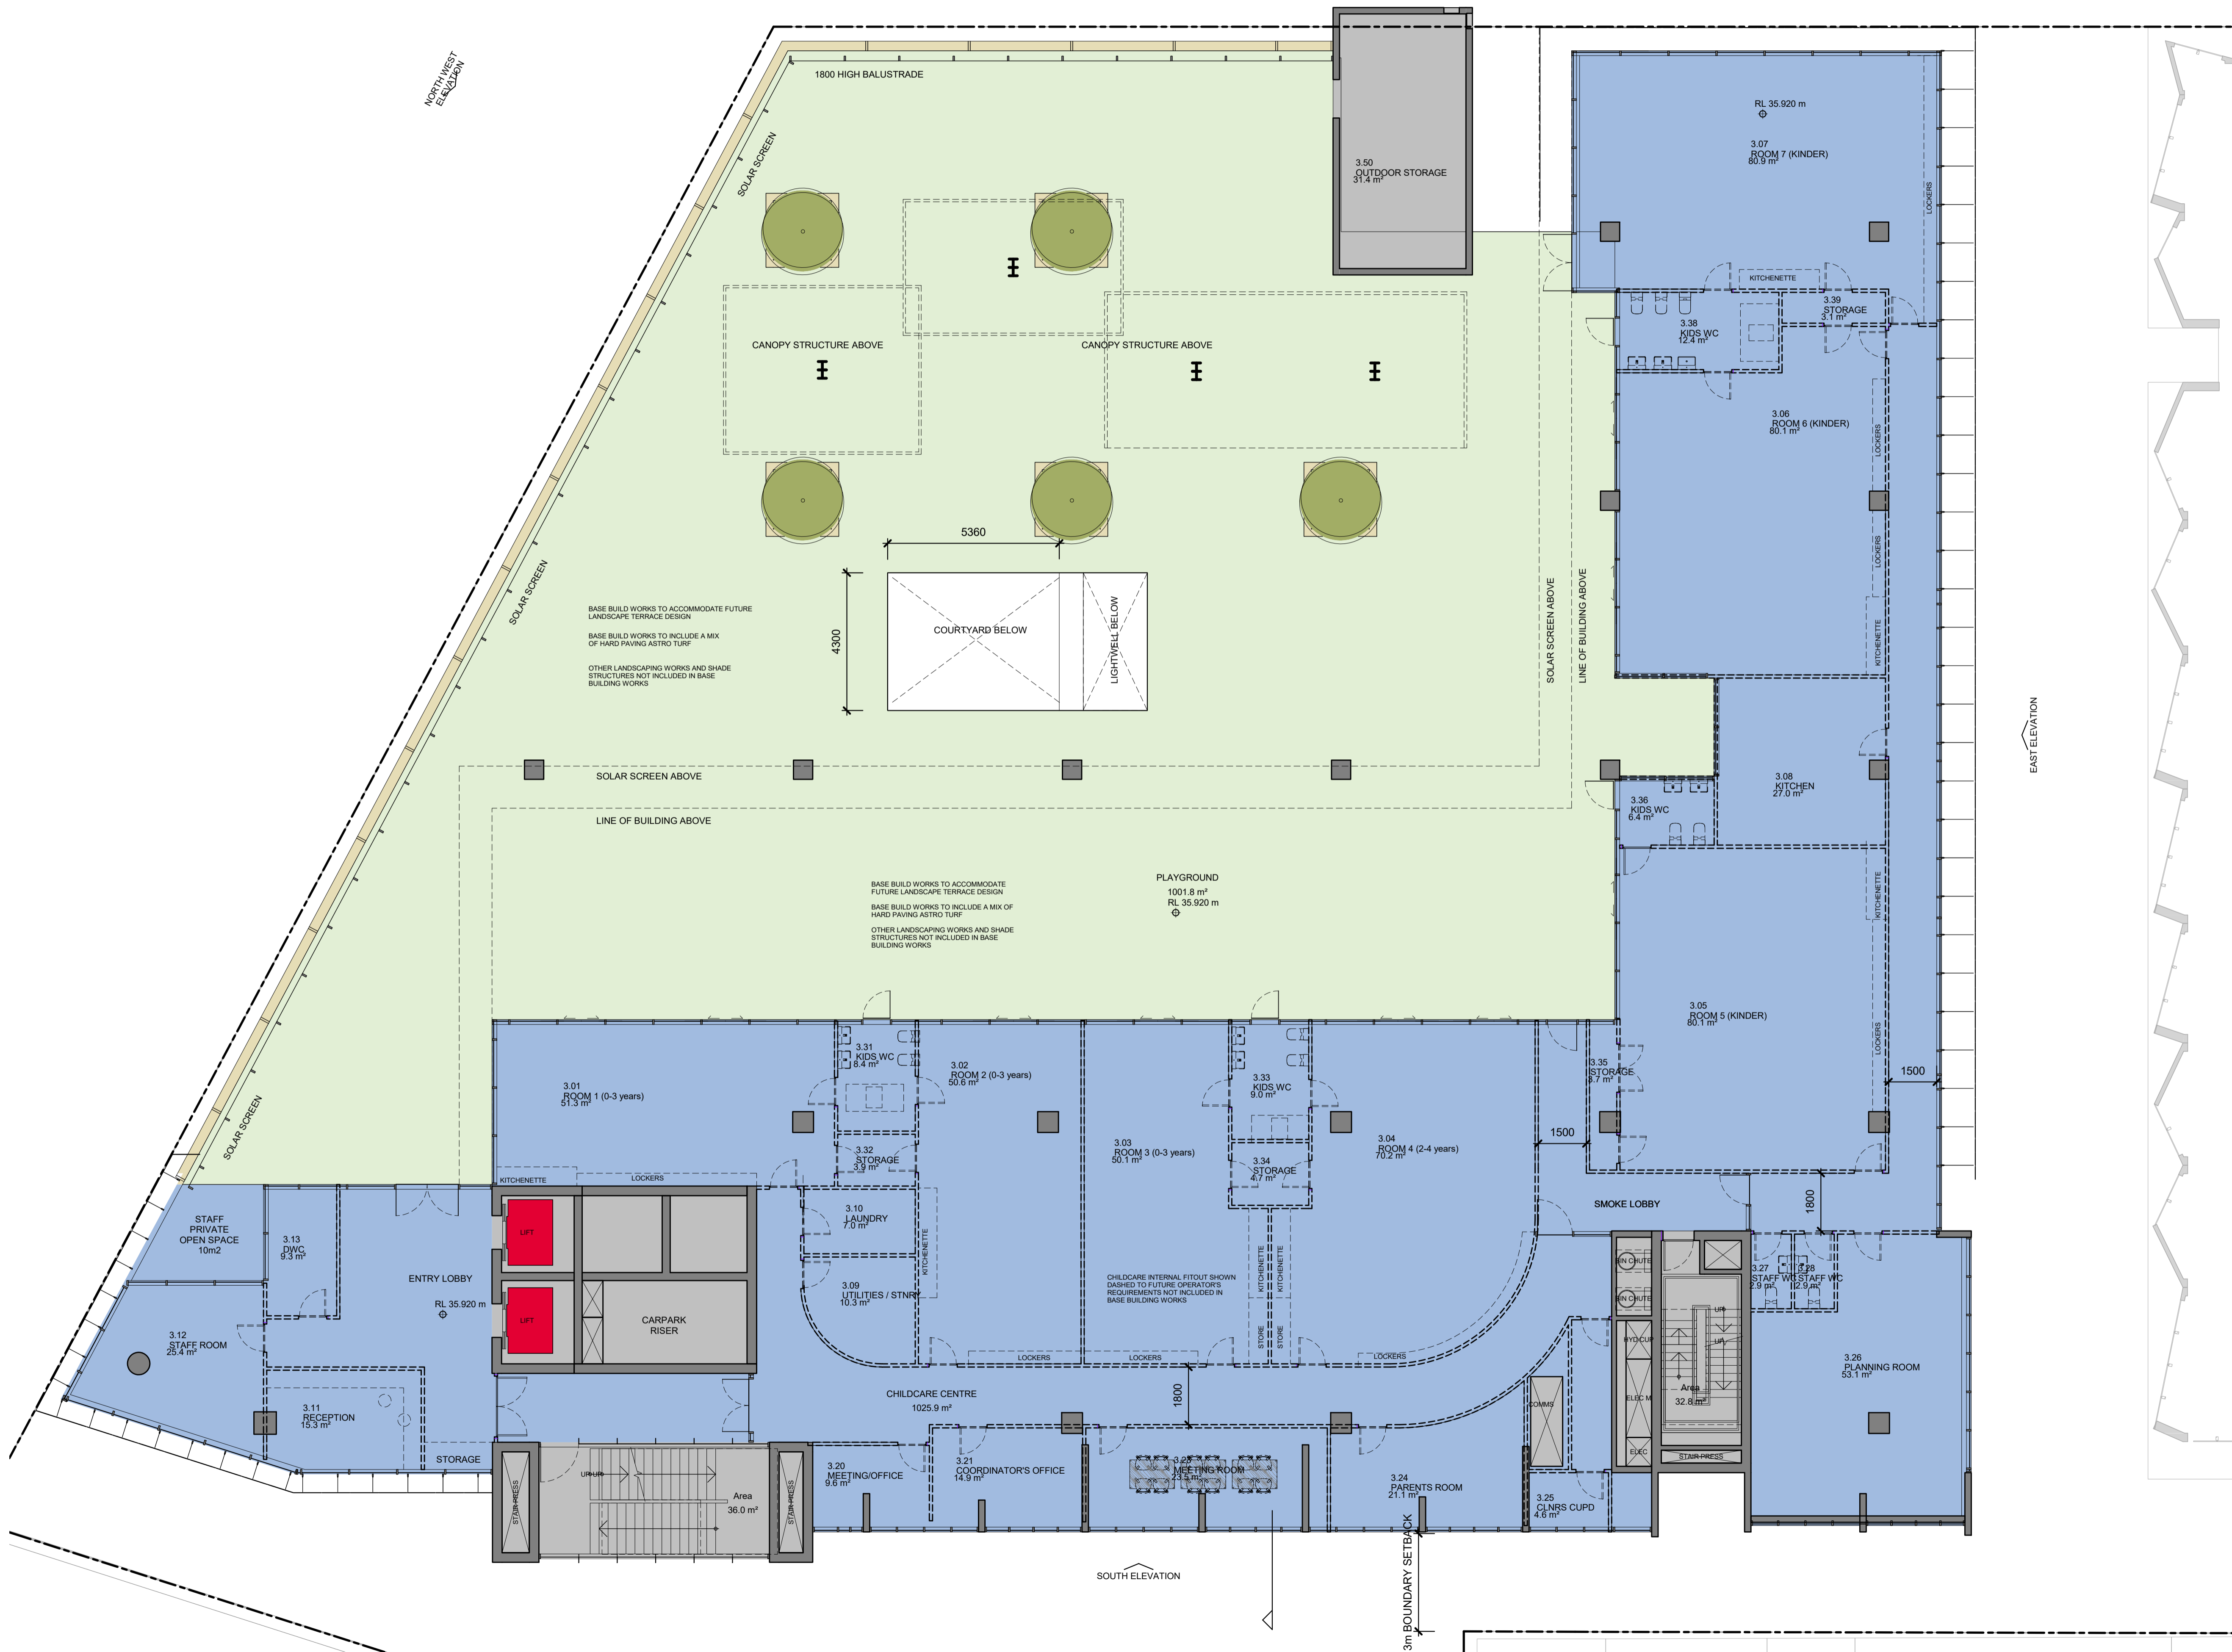 NORTH WEST
ELEVATION
1800 HIGH BALUSTRADE
SOLAR SCREEN
3.50
OUTDOOR STORAGE
31.4 m²
RL 35.920 m
3.07
ROOM 7 (KINDER)
80.9 m²
LOCKERS
KITCHENETTE
3.39
STORAGE
3.1 m²
3.38
KIDS WC
12.4 m²
CANOPY STRUCTURE ABOVE
CANOPY STRUCTURE ABOVE
3.06
ROOM 6 (KINDER)
80.1 m²
LOCKERS
LOCKERS
KITCHENETTE
5360
4300
COURTYARD BELOW
LIGHTWELL BELOW
SOLAR SCREEN
BASE BUILD WORKS TO ACCOMMODATE FUTURE
LANDSCAPE TERRACE DESIGN
BASE BUILD WORKS TO INCLUDE A MIX
OF HARD PAVING ASTRO TURF
OTHER LANDSCAPING WORKS AND SHADE
STRUCTURES NOT INCLUDED IN BASE
BUILDING WORKS
SOLAR SCREEN ABOVE
LINE OF BUILDING ABOVE
EAST ELEVATION
SOLAR SCREEN ABOVE
LINE OF BUILDING ABOVE
3.08
KITCHEN
27.0 m²
3.36
KIDS WC
6.4 m²
PLAYGROUND
1001.8 m²
RL 35.920 m
BASE BUILD WORKS TO ACCOMMODATE
FUTURE LANDSCAPE TERRACE DESIGN
BASE BUILD WORKS TO INCLUDE A MIX OF
HARD PAVING ASTRO TURF
OTHER LANDSCAPING WORKS AND SHADE
STRUCTURES NOT INCLUDED IN BASE
BUILDING WORKS
KITCHENETTE
LOCKERS
3.05
ROOM 5 (KINDER)
80.1 m²
1500
SOLAR SCREEN
3.01
ROOM 1 (0-3 years)
51.3 m²
3.31
KIDS WC
8.4 m²
3.02
ROOM 2 (0-3 years)
50.6 m²
3.32
STORAGE
3.9 m²
3.03
ROOM 3 (0-3 years)
50.1 m²
3.33
KIDS WC
9.0 m²
3.34
STORAGE
4.7 m²
3.04
ROOM 4 (2-4 years)
70.2 m²
1500
3.35
STORAGE
3.7 m²
KITCHENETTE
LOCKERS
SMOKE LOBBY
1800
STAFF
PRIVATE
OPEN SPACE
10m2
3.13
DWC
9.3 m²
ENTRY LOBBY
RL 35.920 m
LIFT
LIFT
CARPARK
RISER
3.10
LAUNDRY
7.0 m²
3.09
UTILITIES / STNRY
10.3 m²
KITCHENETTE
CHILDCARE INTERNAL FITOUT SHOWN
DASHED TO FUTURE OPERATOR'S
REQUIREMENTS NOT INCLUDED IN
BASE BUILDING WORKS
KITCHENETTE
KITCHENETTE
STORE
STORE
LOCKERS
LOCKERS
LOCKERS
BIN CHUTE
BIN CHUTE
HYD CUP
ELEC M
ELEC
UP
UP
Area
32.8 m²
STAIR PRESS
3.27
STAFF WC
2.9 m²
3.28
STAFF WC
2.9 m²
3.26
PLANNING ROOM
53.1 m²
3.12
STAFF ROOM
25.4 m²
3.11
RECEPTION
15.3 m²
STORAGE
CHILDCARE CENTRE
1025.9 m²
1800
COMMS
STAIR PRESS
UP
UP
Area
36.0 m²
STAIR PRESS
3.20
MEETING/OFFICE
9.6 m²
3.21
COORDINATOR'S OFFICE
14.9 m²
MEETING ROOM
23.5 m²
3.24
PARENTS ROOM
21.1 m²
3.25
CLNRS CUPD
4.6 m²
SOUTH ELEVATION
3m BOUNDARY SETBACK